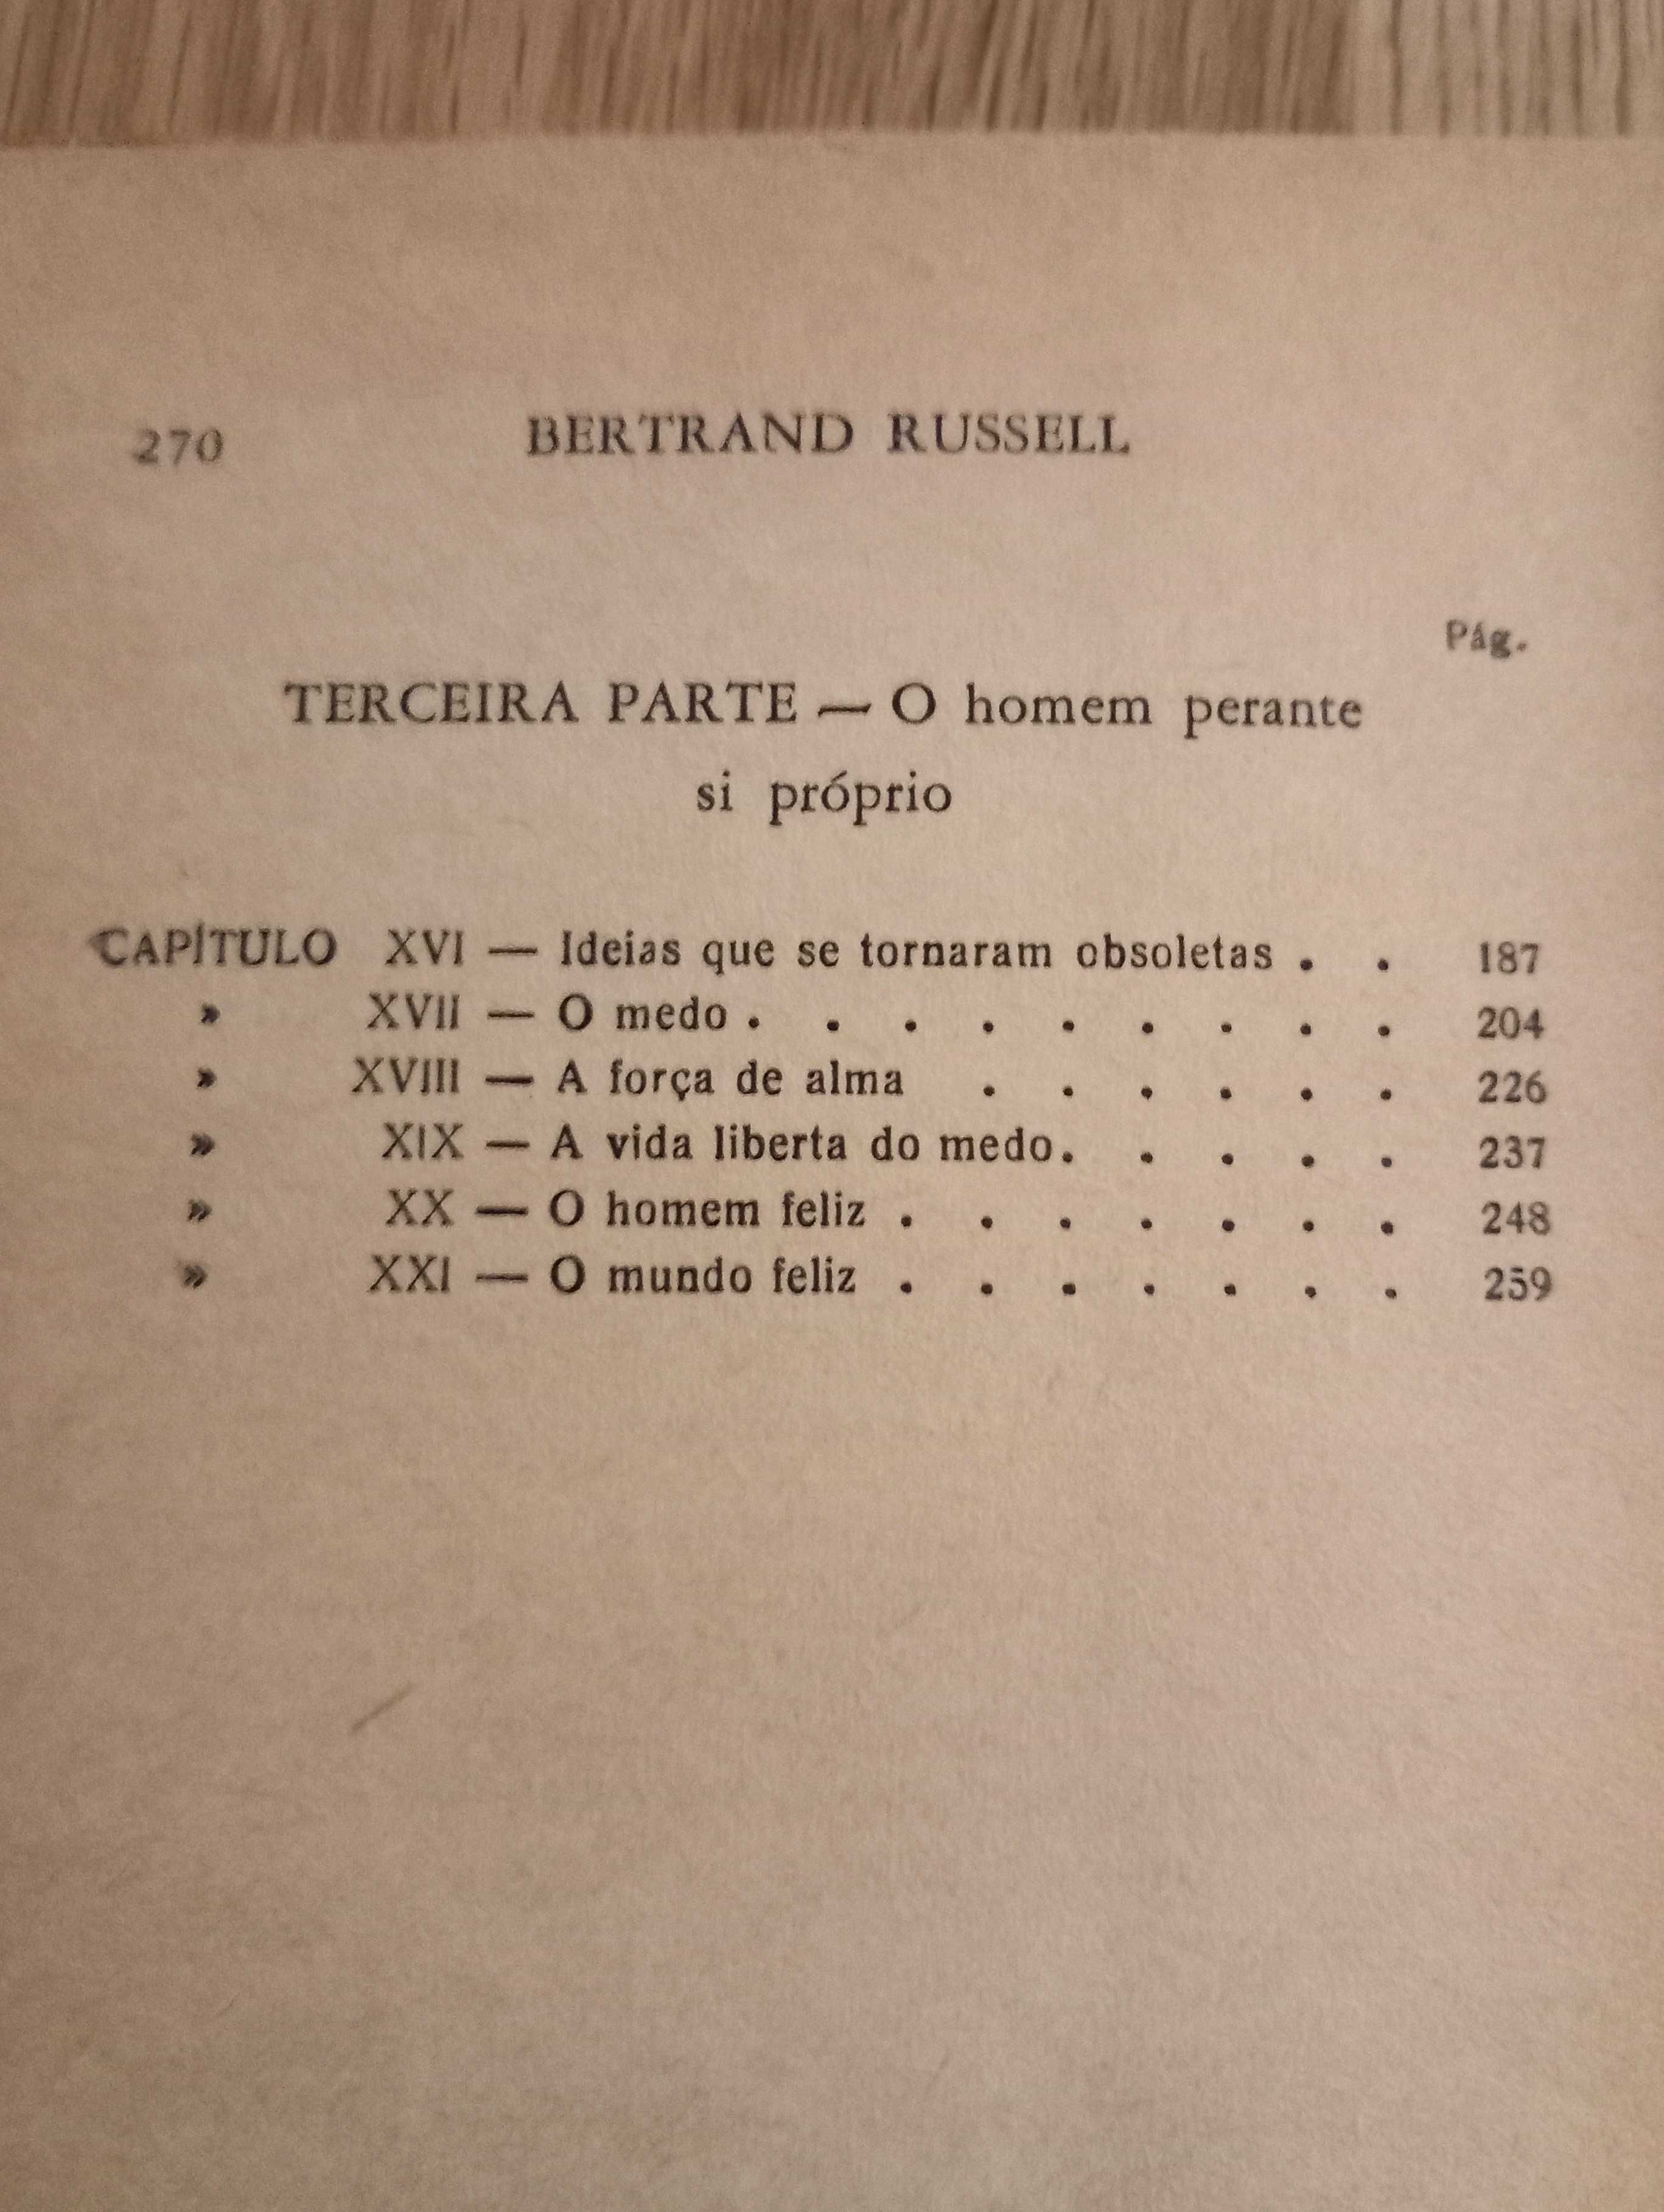 270 BERTRAND RUSSELL
Pág.
TERCEIRA PARTE — O homem perante
si próprio
CAPÍTULO XVI — Ideias que se tornaram obsoletas . . 187
» XVII — O medo . . . . . . . . . 204
» XVIII — A força de alma . . . . . . 226
» XIX — A vida liberta do medo. . . . . 237
» XX — O homem feliz . . . . . . . 248
» XXI — O mundo feliz . . . . . . . 259